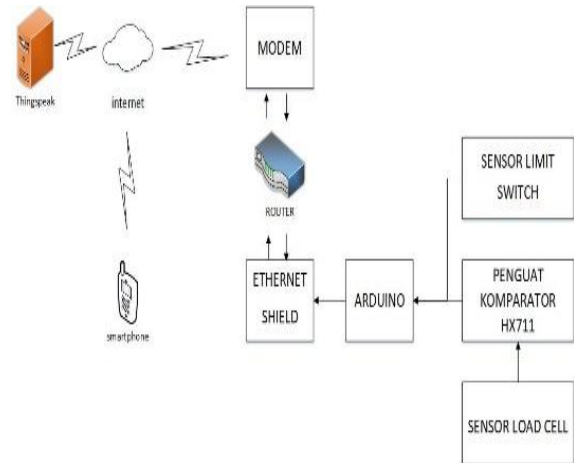 MODEM
Thingspeak
internet
SENSOR LIMIT
SWITCH
ROUTER
ETHERNET
SHIELD
ARDUINO
PENGUAT
KOMPARATOR
HX711
smartphone
SENSOR LOAD CELL